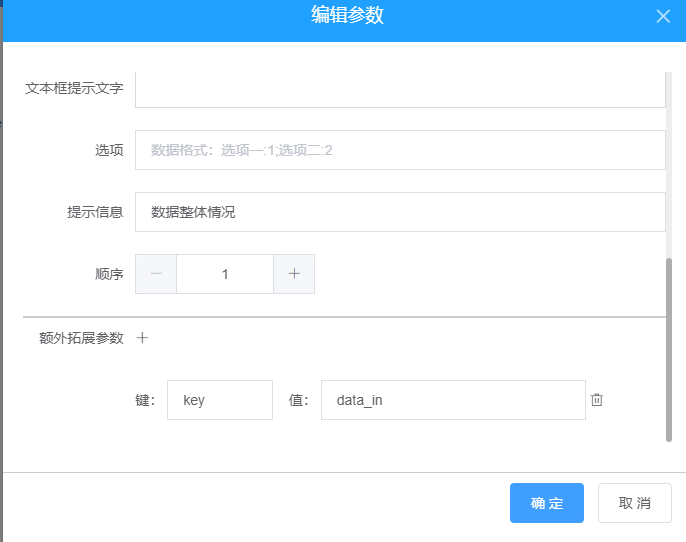 编辑参数
文本框提示文字
选项 数据格式：选项一:1;选项二:2
提示信息 数据整体情况
顺序 1
额外拓展参数
键： key 值： data_in
确 定 取 消